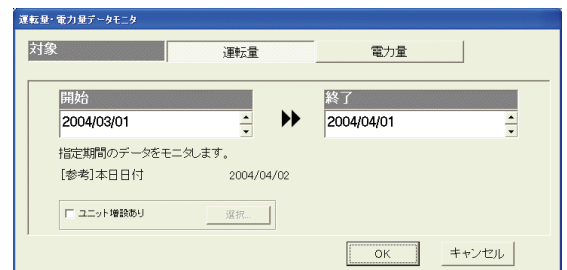 運転量・電力量データモニタ
対象 運転量 電力量
開始 終了
2004/03/01 2004/04/01
指定期間のデータをモニタします。
[参考]本日日付 2004/04/02
ユニット増設あり 選択...
OK キャンセル